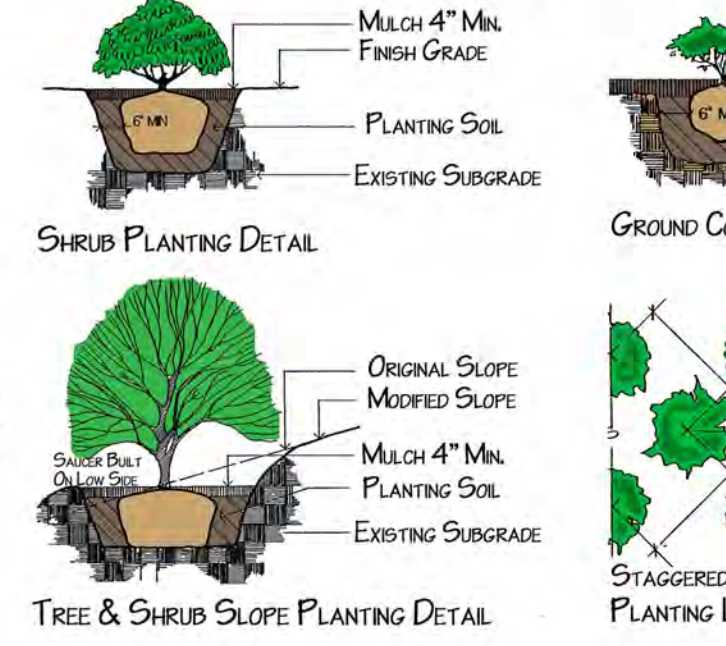 Mulch 4" Min.
Finish Grade
6" Min
Planting Soil
Existing Subgrade
Shrub Planting Detail
6" M
Ground C
Original Slope
Modified Slope
Saucer Built
On Low Side
Mulch 4" Min.
Planting Soil
Existing Subgrade
Tree & Shrub Slope Planting Detail
Staggered
Planting